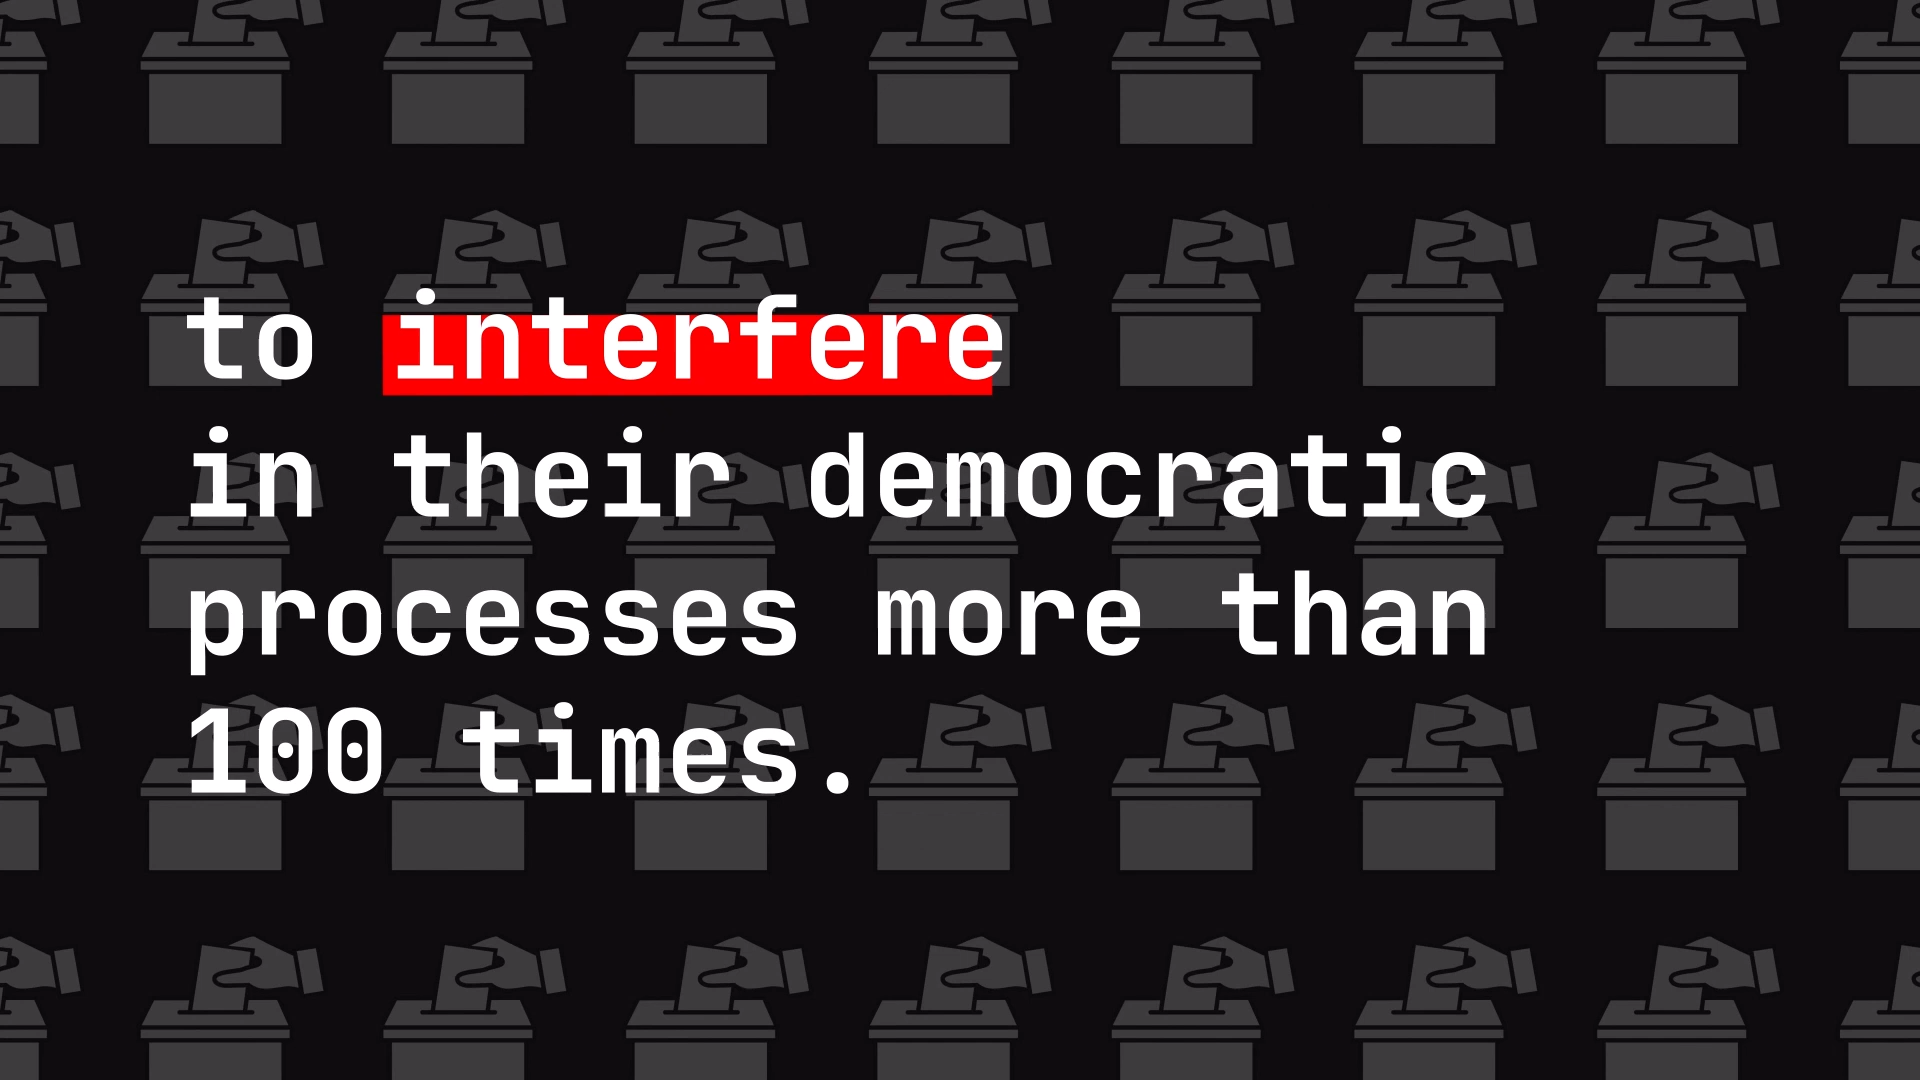 to interfere
in their democratic
processes more than
100 times.